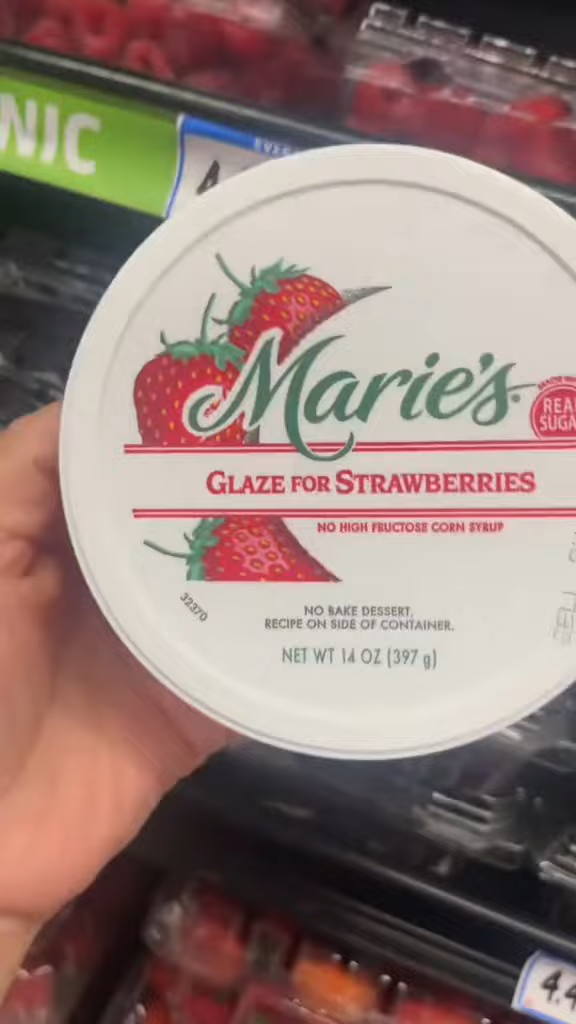 NIC
4
Marie's
REAL
SUGA
GLAZE FOR STRAWBERRIES
NO HIGH FRUCTOSE CORN SYRUP
32370
NO BAKE DESSERT,
RECIPE ON SIDE OF CONTAINER.
NET WT 14 OZ (397 g)
4.4